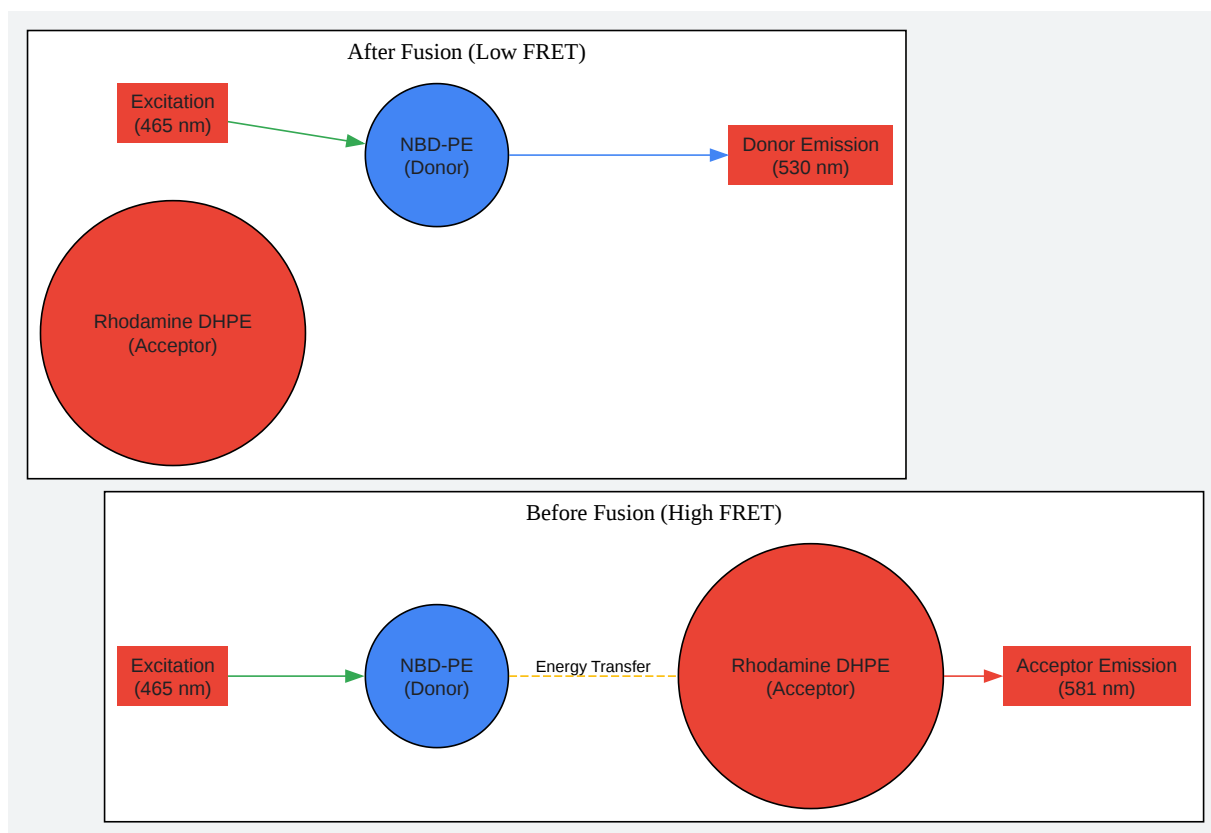 After Fusion (Low FRET)
Excitation
(465 nm)
NBD-PE
(Donor)
Donor Emission
(530 nm)
Rhodamine DHPE
(Acceptor)
Before Fusion (High FRET)
Excitation
(465 nm)
NBD-PE
(Donor)
Energy Transfer
Rhodamine DHPE
(Acceptor)
Acceptor Emission
(581 nm)